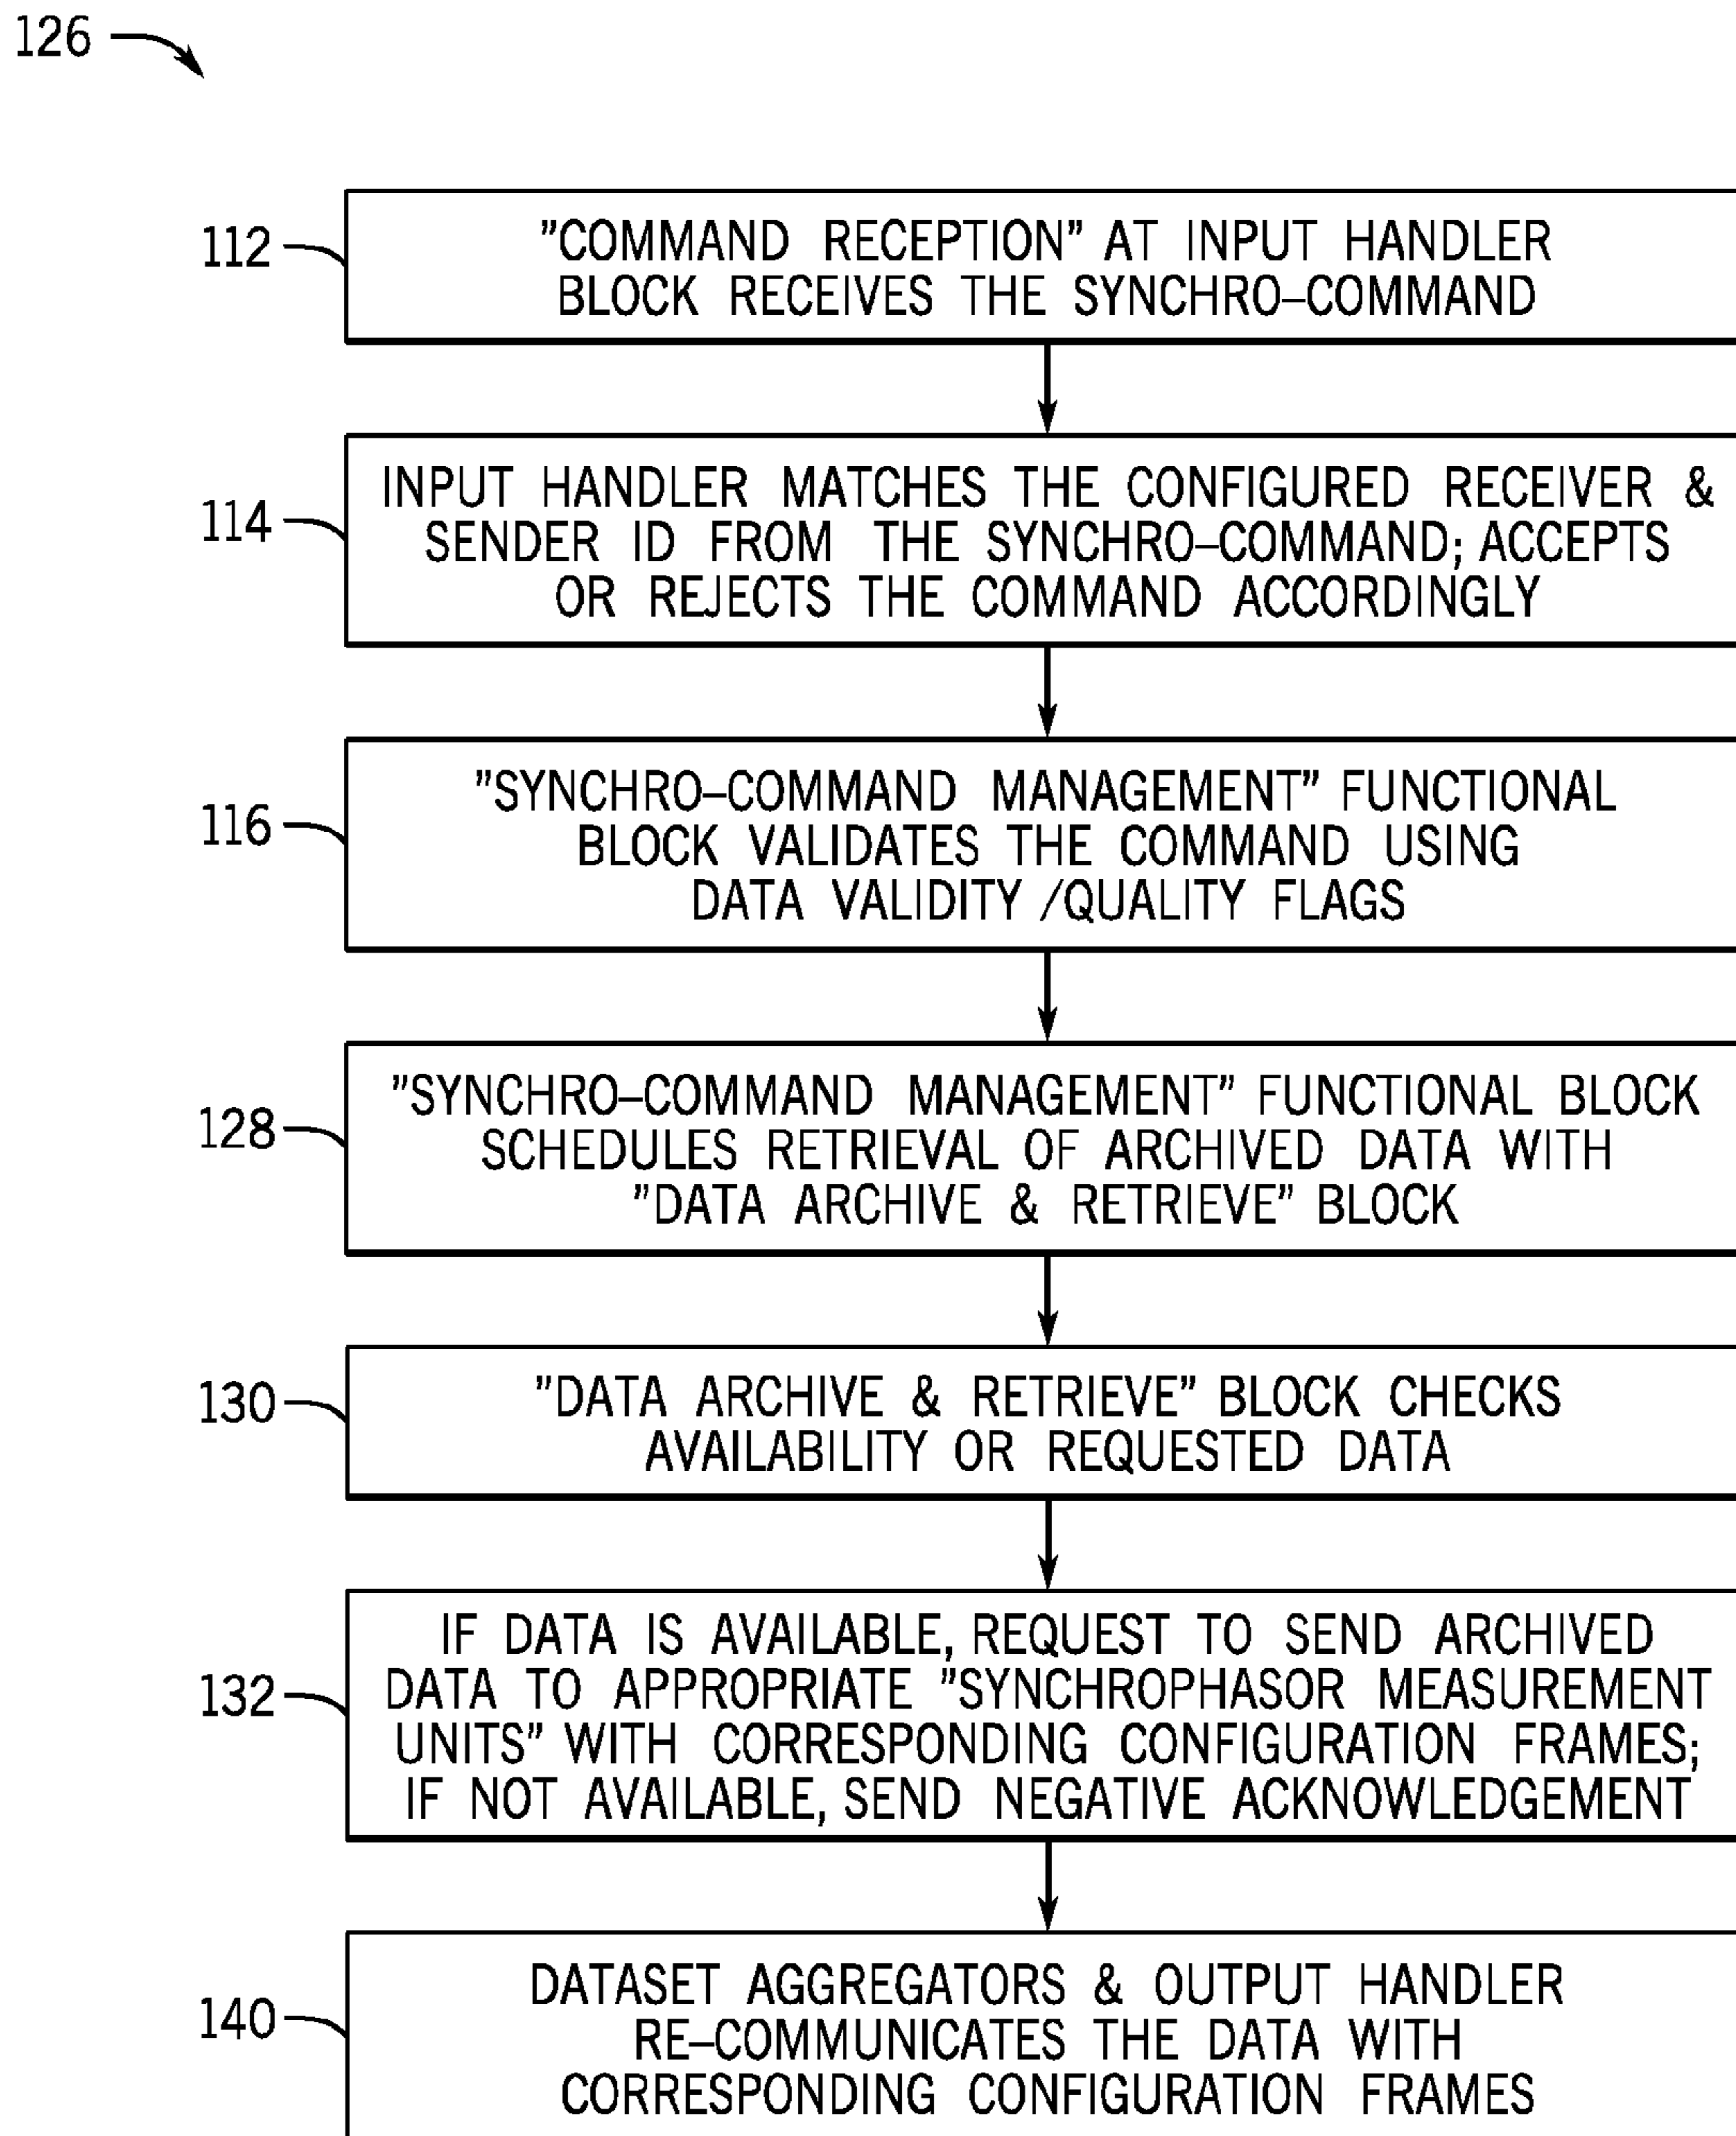 126
112
”COMMAND RECEPTION” AT INPUT HANDLER
BLOCK RECEIVES THE SYNCHRO–COMMAND
114
INPUT HANDLER MATCHES THE CONFIGURED RECEIVER &
SENDER ID FROM THE SYNCHRO–COMMAND; ACCEPTS
OR REJECTS THE COMMAND ACCORDINGLY
116
”SYNCHRO–COMMAND MANAGEMENT” FUNCTIONAL
BLOCK VALIDATES THE COMMAND USING
DATA VALIDITY /QUALITY FLAGS
128
”SYNCHRO–COMMAND MANAGEMENT” FUNCTIONAL BLOCK
SCHEDULES RETRIEVAL OF ARCHIVED DATA WITH
”DATA ARCHIVE & RETRIEVE” BLOCK
130
”DATA ARCHIVE & RETRIEVE” BLOCK CHECKS
AVAILABILITY OR REQUESTED DATA
132
IF DATA IS AVAILABLE, REQUEST TO SEND ARCHIVED
DATA TO APPROPRIATE ”SYNCHROPHASOR MEASUREMENT
UNITS” WITH CORRESPONDING CONFIGURATION FRAMES;
IF NOT AVAILABLE, SEND NEGATIVE ACKNOWLEDGEMENT
140
DATASET AGGREGATORS & OUTPUT HANDLER
RE–COMMUNICATES THE DATA WITH
CORRESPONDING CONFIGURATION FRAMES